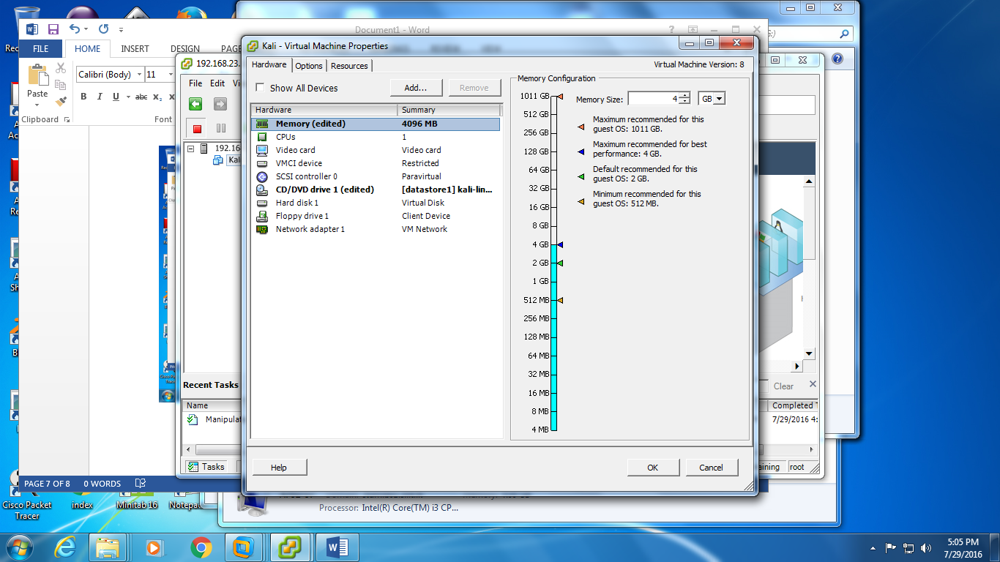 Document1 - Word
FILE HOME INSERT DESIGN
Calibri (Body) 11
Paste
B I U abc
Clipboard
Font
192.168.23.
File Edit
192.16
Kal
Recent Tasks
Clear
Name
Completed
Manipulat
7/29/2016 4:
Tasks
root
Kali - Virtual Machine Properties
Hardware Options Resources
Virtual Machine Version: 8
Show All Devices
Add... Remove
Hardware Summary
Memory (edited) 4096 MB
CPUs 1
Video card Video card
VMCI device Restricted
SCSI controller 0 Paravirtual
CD/DVD drive 1 (edited) [datastore1] kali-lin...
Hard disk 1 Virtual Disk
Floppy drive 1 Client Device
Network adapter 1 VM Network
Memory Configuration
Memory Size: 4 GB
1011 GB
512 GB
256 GB
128 GB
64 GB
32 GB
16 GB
8 GB
4 GB
2 GB
1 GB
512 MB
256 MB
128 MB
64 MB
32 MB
16 MB
8 MB
4 MB
Maximum recommended for this
guest OS: 1011 GB.
Maximum recommended for best
performance: 4 GB.
Default recommended for this
guest OS: 2 GB.
Minimum recommended for this
guest OS: 512 MB.
Help OK Cancel
PAGE 7 OF 8 0 WORDS
Processor: Intel(R) Core(TM) i3 CP...
Cisco Packet
Tracer
index
Minitab 16
Notepa
5:05 PM
7/29/2016